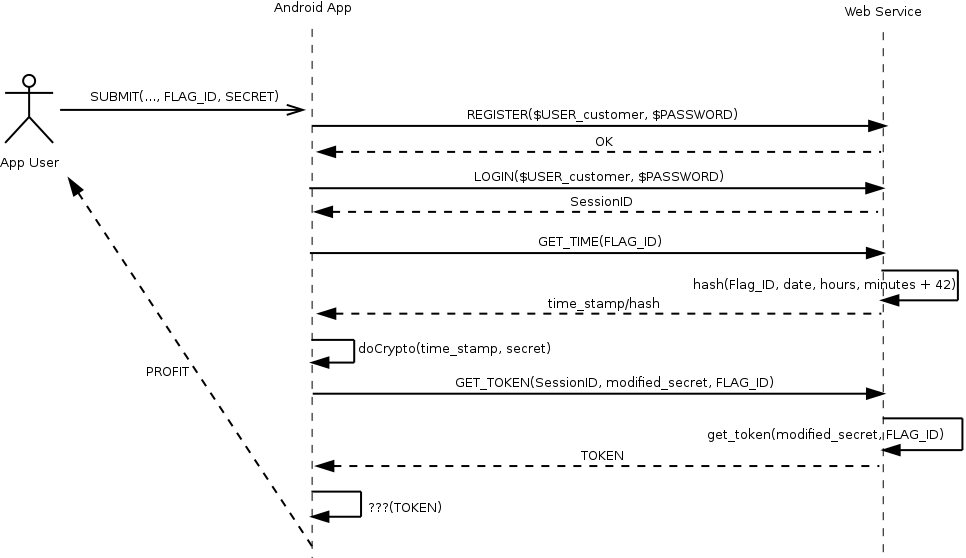 Android App
Web Service
SUBMIT(..., FLAG_ID, SECRET)
REGISTER($USER_customer, $PASSWORD)
OK
App User
LOGIN($USER_customer, $PASSWORD)
SessionID
GET_TIME(FLAG_ID)
hash(Flag_ID, date, hours, minutes + 42)
time_stamp/hash
doCrypto(time_stamp, secret)
PROFIT
GET_TOKEN(SessionID, modified_secret, FLAG_ID)
get_token(modified_secret, FLAG_ID)
TOKEN
???(TOKEN)